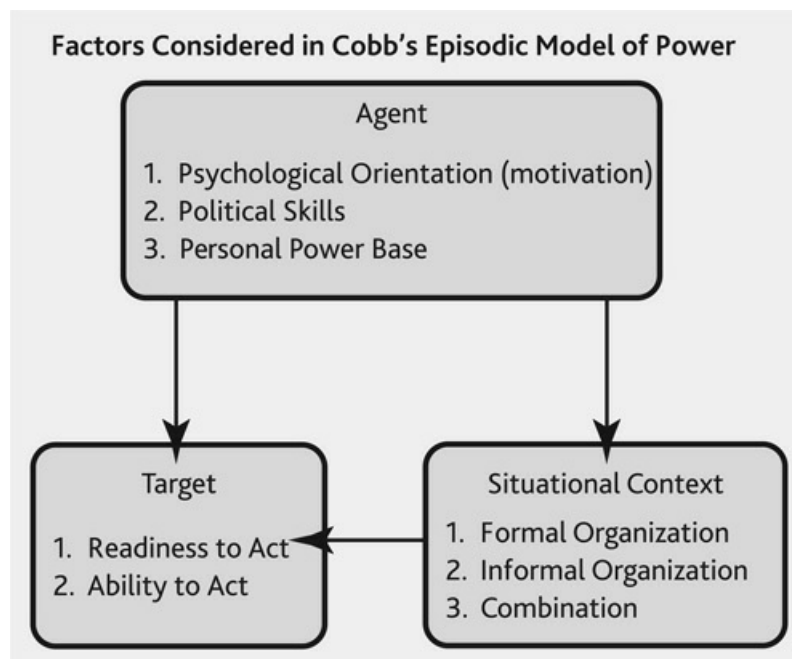 Factors Considered in Cobb's Episodic Model of Power
Agent
1. Psychological Orientation (motivation)
2. Political Skills
3. Personal Power Base
Target
1. Readiness to Act
2. Ability to Act
Situational Context
1. Formal Organization
2. Informal Organization
3. Combination